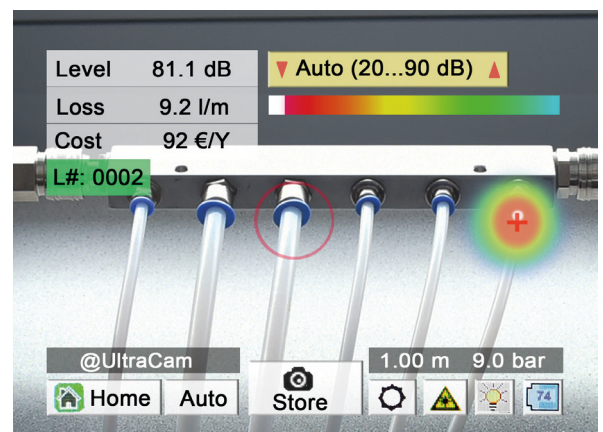 Level 81.1 dB
▼ Auto (20...90 dB) ▲
Loss 9.2 l/m
Cost 92 €/Y
L#: 0002
@UltraCam
1.00 m 9.0 bar
Home
Auto
Store
74